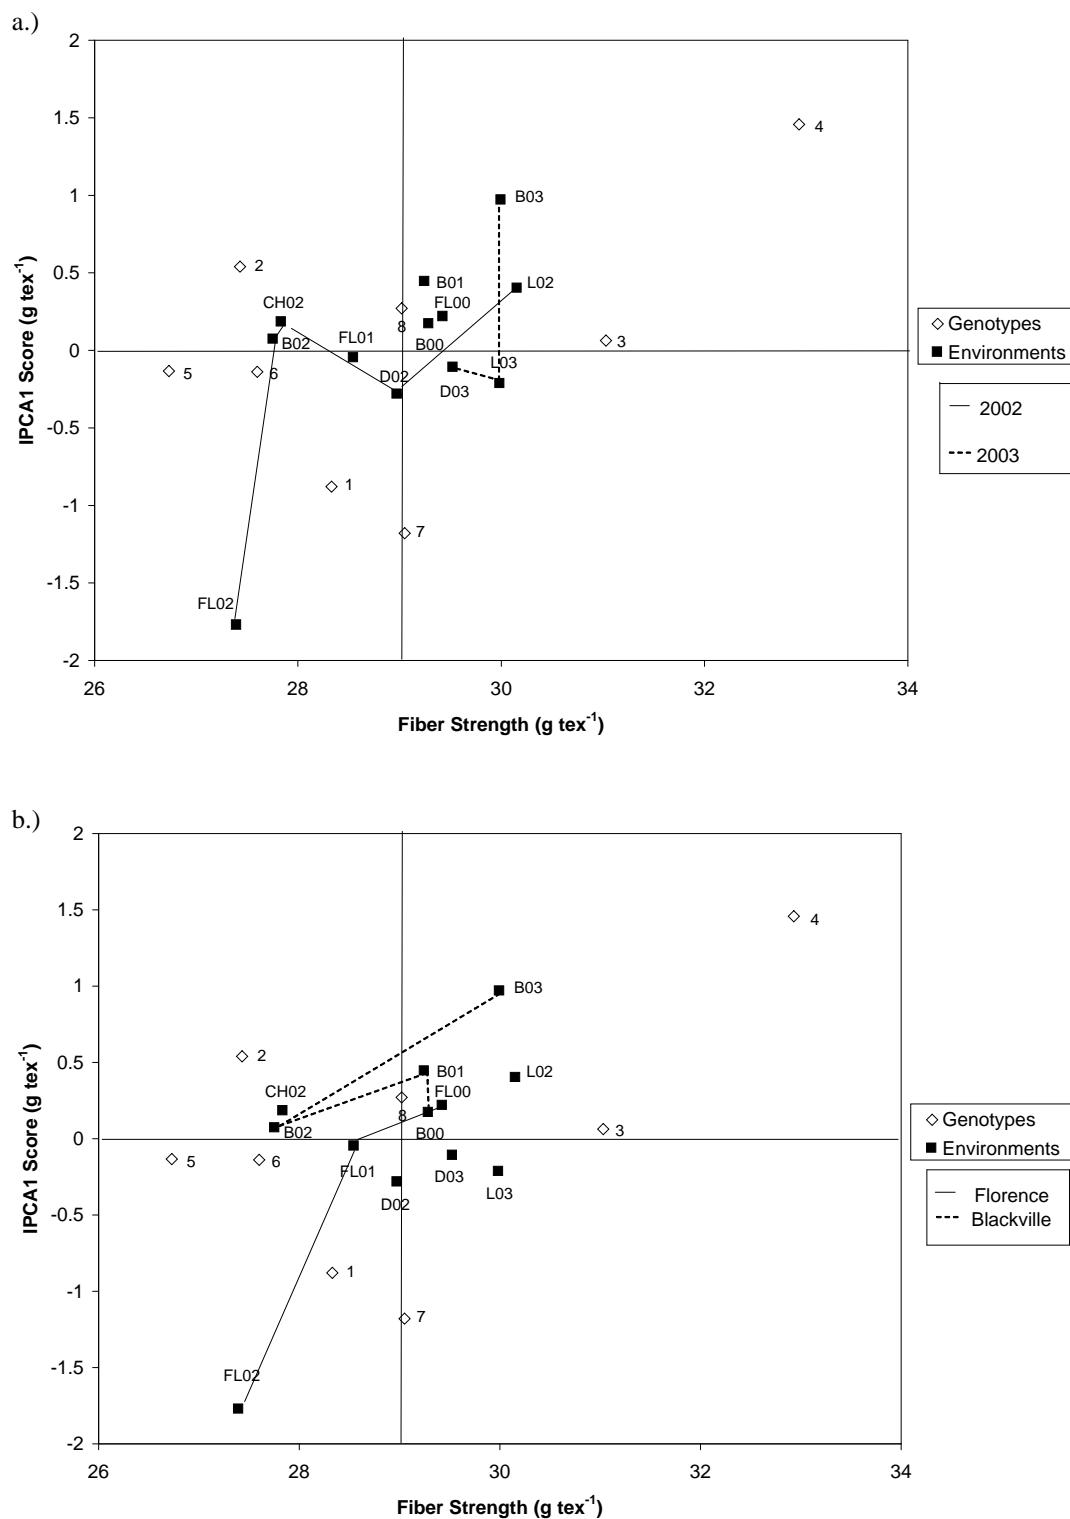 a.)
2
1.5
1
0.5
0
-0.5
-1
-1.5
-2
IPCA1 Score (g tex-1)
4
B03
2
B01
L02
CH02
FL00
8
B02
FL01
B00
3
L03
5
6
D02
D03
1
7
FL02
26
28
30
32
34
Fiber Strength (g tex-1)
Genotypes
Environments
2002
2003
b.)
2
1.5
1
0.5
0
-0.5
-1
-1.5
-2
IPCA1 Score (g tex-1)
4
B03
2
B01
L02
CH02
FL00
8
B02
B00
3
5
6
FL01
D03
L03
D02
1
7
FL02
26
28
30
32
34
Fiber Strength (g tex-1)
Genotypes
Environments
Florence
Blackville